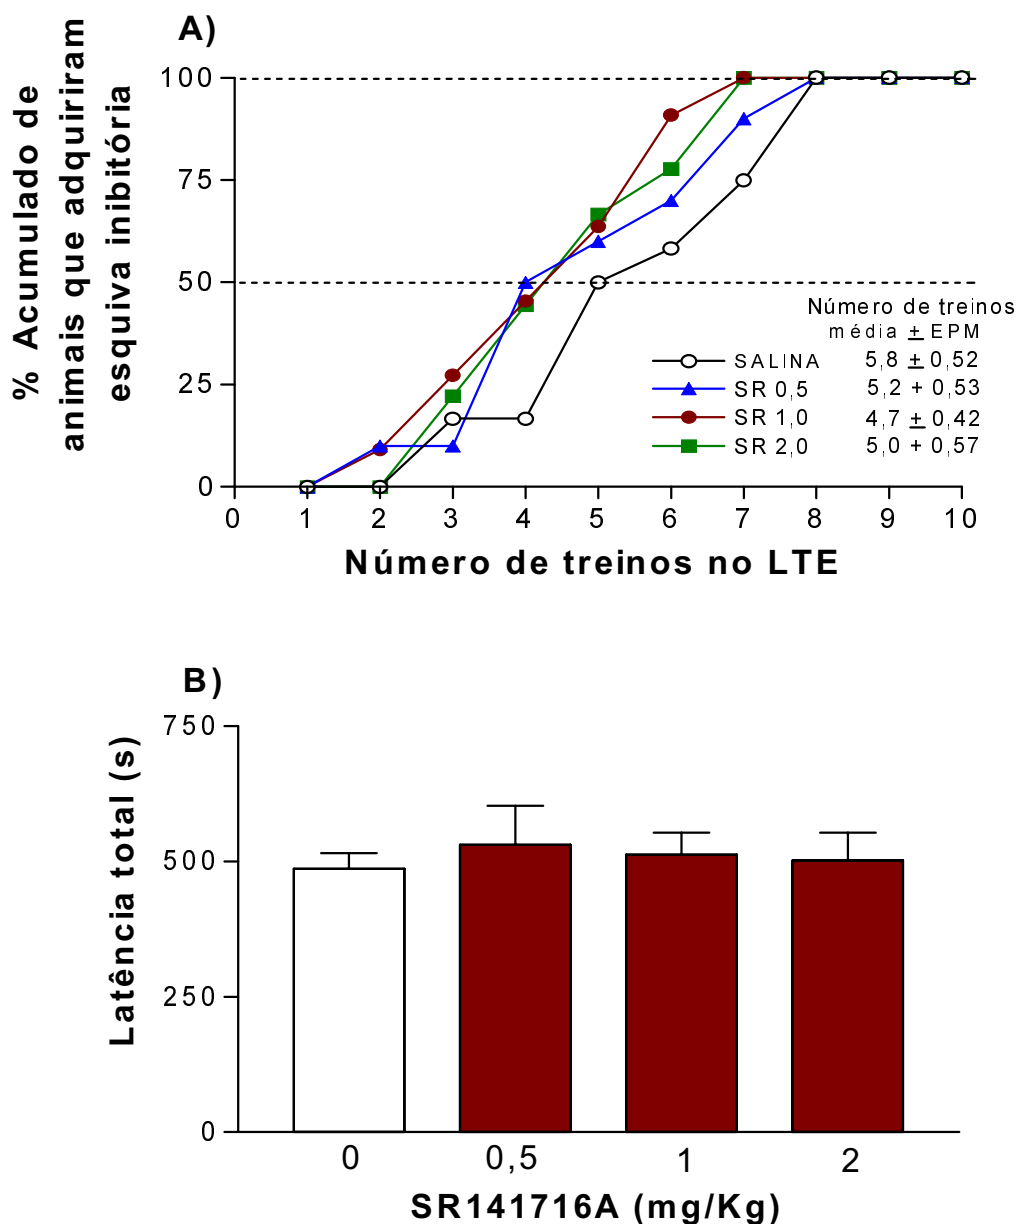 A)
% Acumulado de
animais que adquiriram
esquiva inibitória
100
75
50
25
0
0 1 2 3 4 5 6 7 8 9 10
Número de treinos no LTE
Número de treinos
média ± EPM
SALINA 5,8 ± 0,52
SR 0,5 5,2 + 0,53
SR 1,0 4,7 ± 0,42
SR 2,0 5,0 + 0,57
B)
Latência total (s)
750
500
250
0
0 0,5 1 2
SR141716A (mg/Kg)